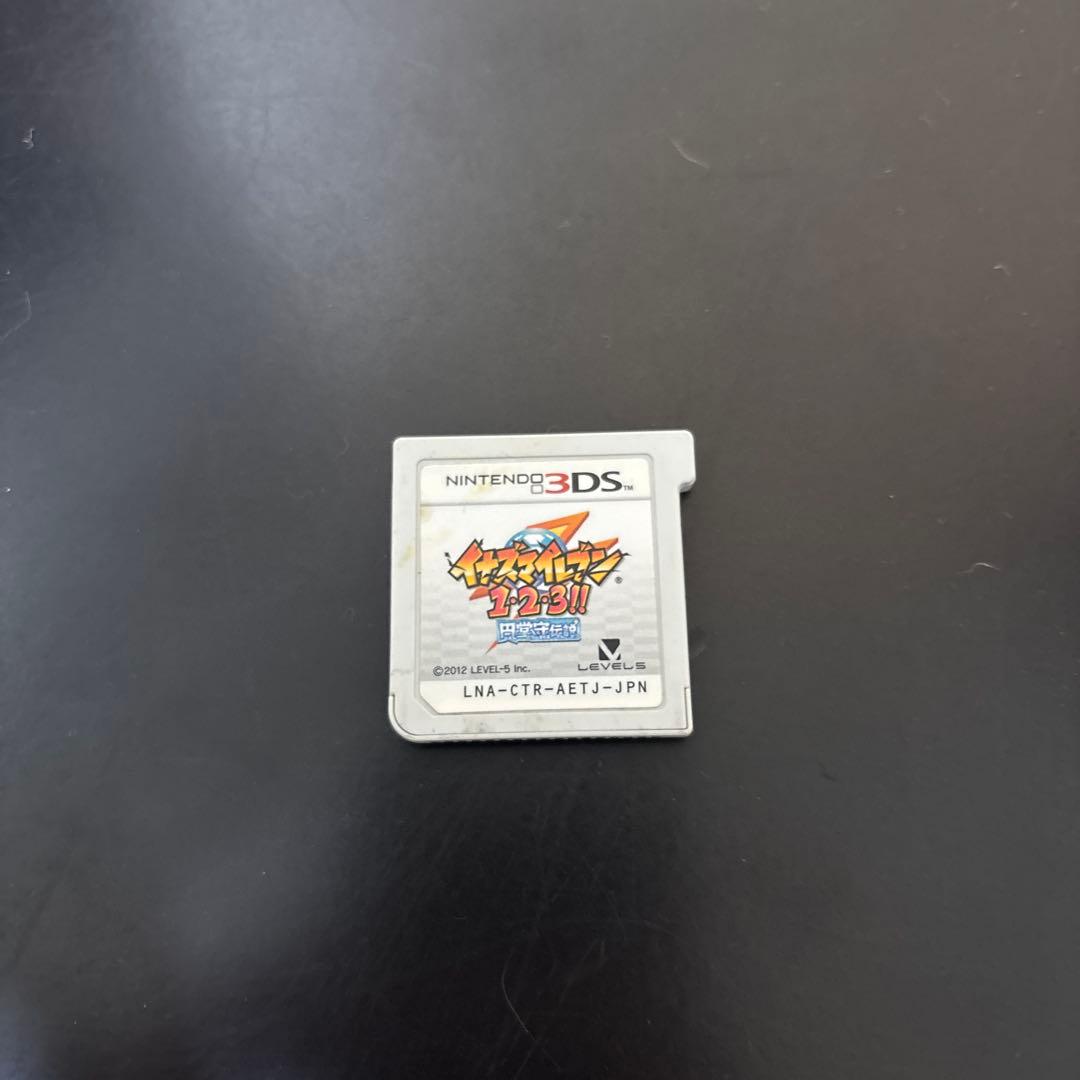 NINTENDO 3DS™
イナズマイレブン®
1・2・3!!
円堂守伝説
©2012 LEVEL-5 Inc.
LEVEL5
LNA-CTR-AETJ-JPN